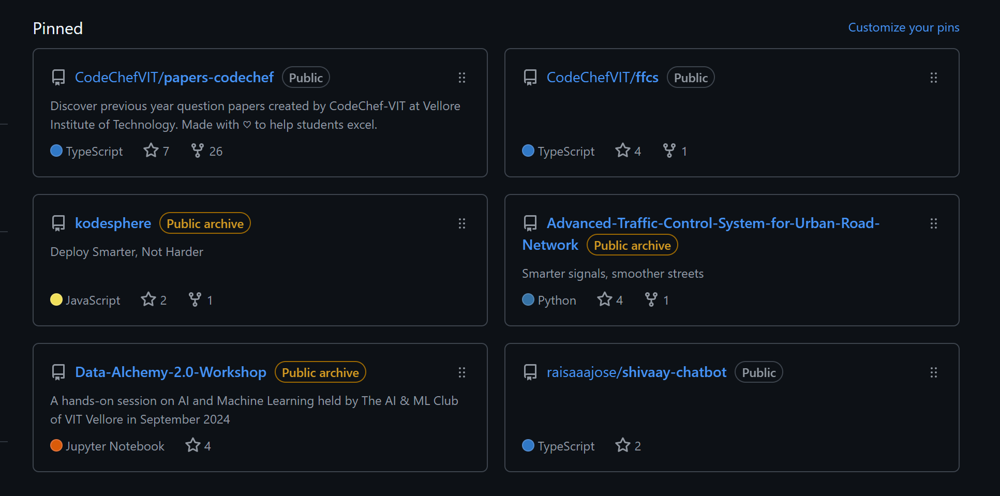 Pinned
Customize your pins
CodeChefVIT/papers-codechef Public
Discover previous year question papers created by CodeChef-VIT at Vellore
Institute of Technology. Made with ♡ to help students excel.
TypeScript 7 26
CodeChefVIT/ffcs Public
TypeScript 4 1
kodesphere Public archive
Deploy Smarter, Not Harder
JavaScript 2 1
Advanced-Traffic-Control-System-for-Urban-Road-
Network Public archive
Smarter signals, smoother streets
Python 4 1
Data-Alchemy-2.0-Workshop Public archive
A hands-on session on AI and Machine Learning held by The AI & ML Club
of VIT Vellore in September 2024
Jupyter Notebook 4
raisaaajose/shivaay-chatbot Public
TypeScript 2